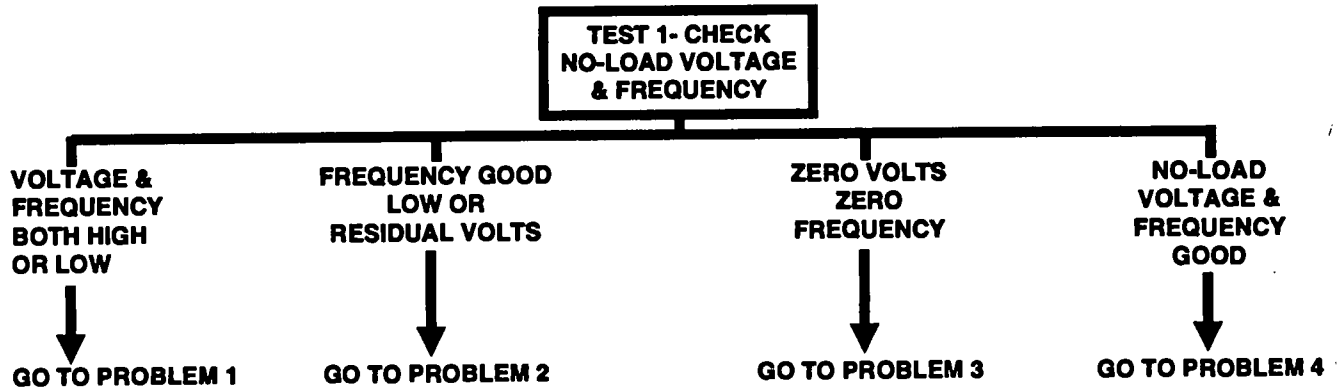 TEST 1- CHECK
NO-LOAD VOLTAGE
& FREQUENCY
VOLTAGE &
FREQUENCY
BOTH HIGH
OR LOW
GO TO PROBLEM 1
FREQUENCY GOOD
LOW OR
RESIDUAL VOLTS
GO TO PROBLEM 2
ZERO VOLTS
ZERO
FREQUENCY
GO TO PROBLEM 3
NO-LOAD
VOLTAGE &
FREQUENCY
GOOD
GO TO PROBLEM 4